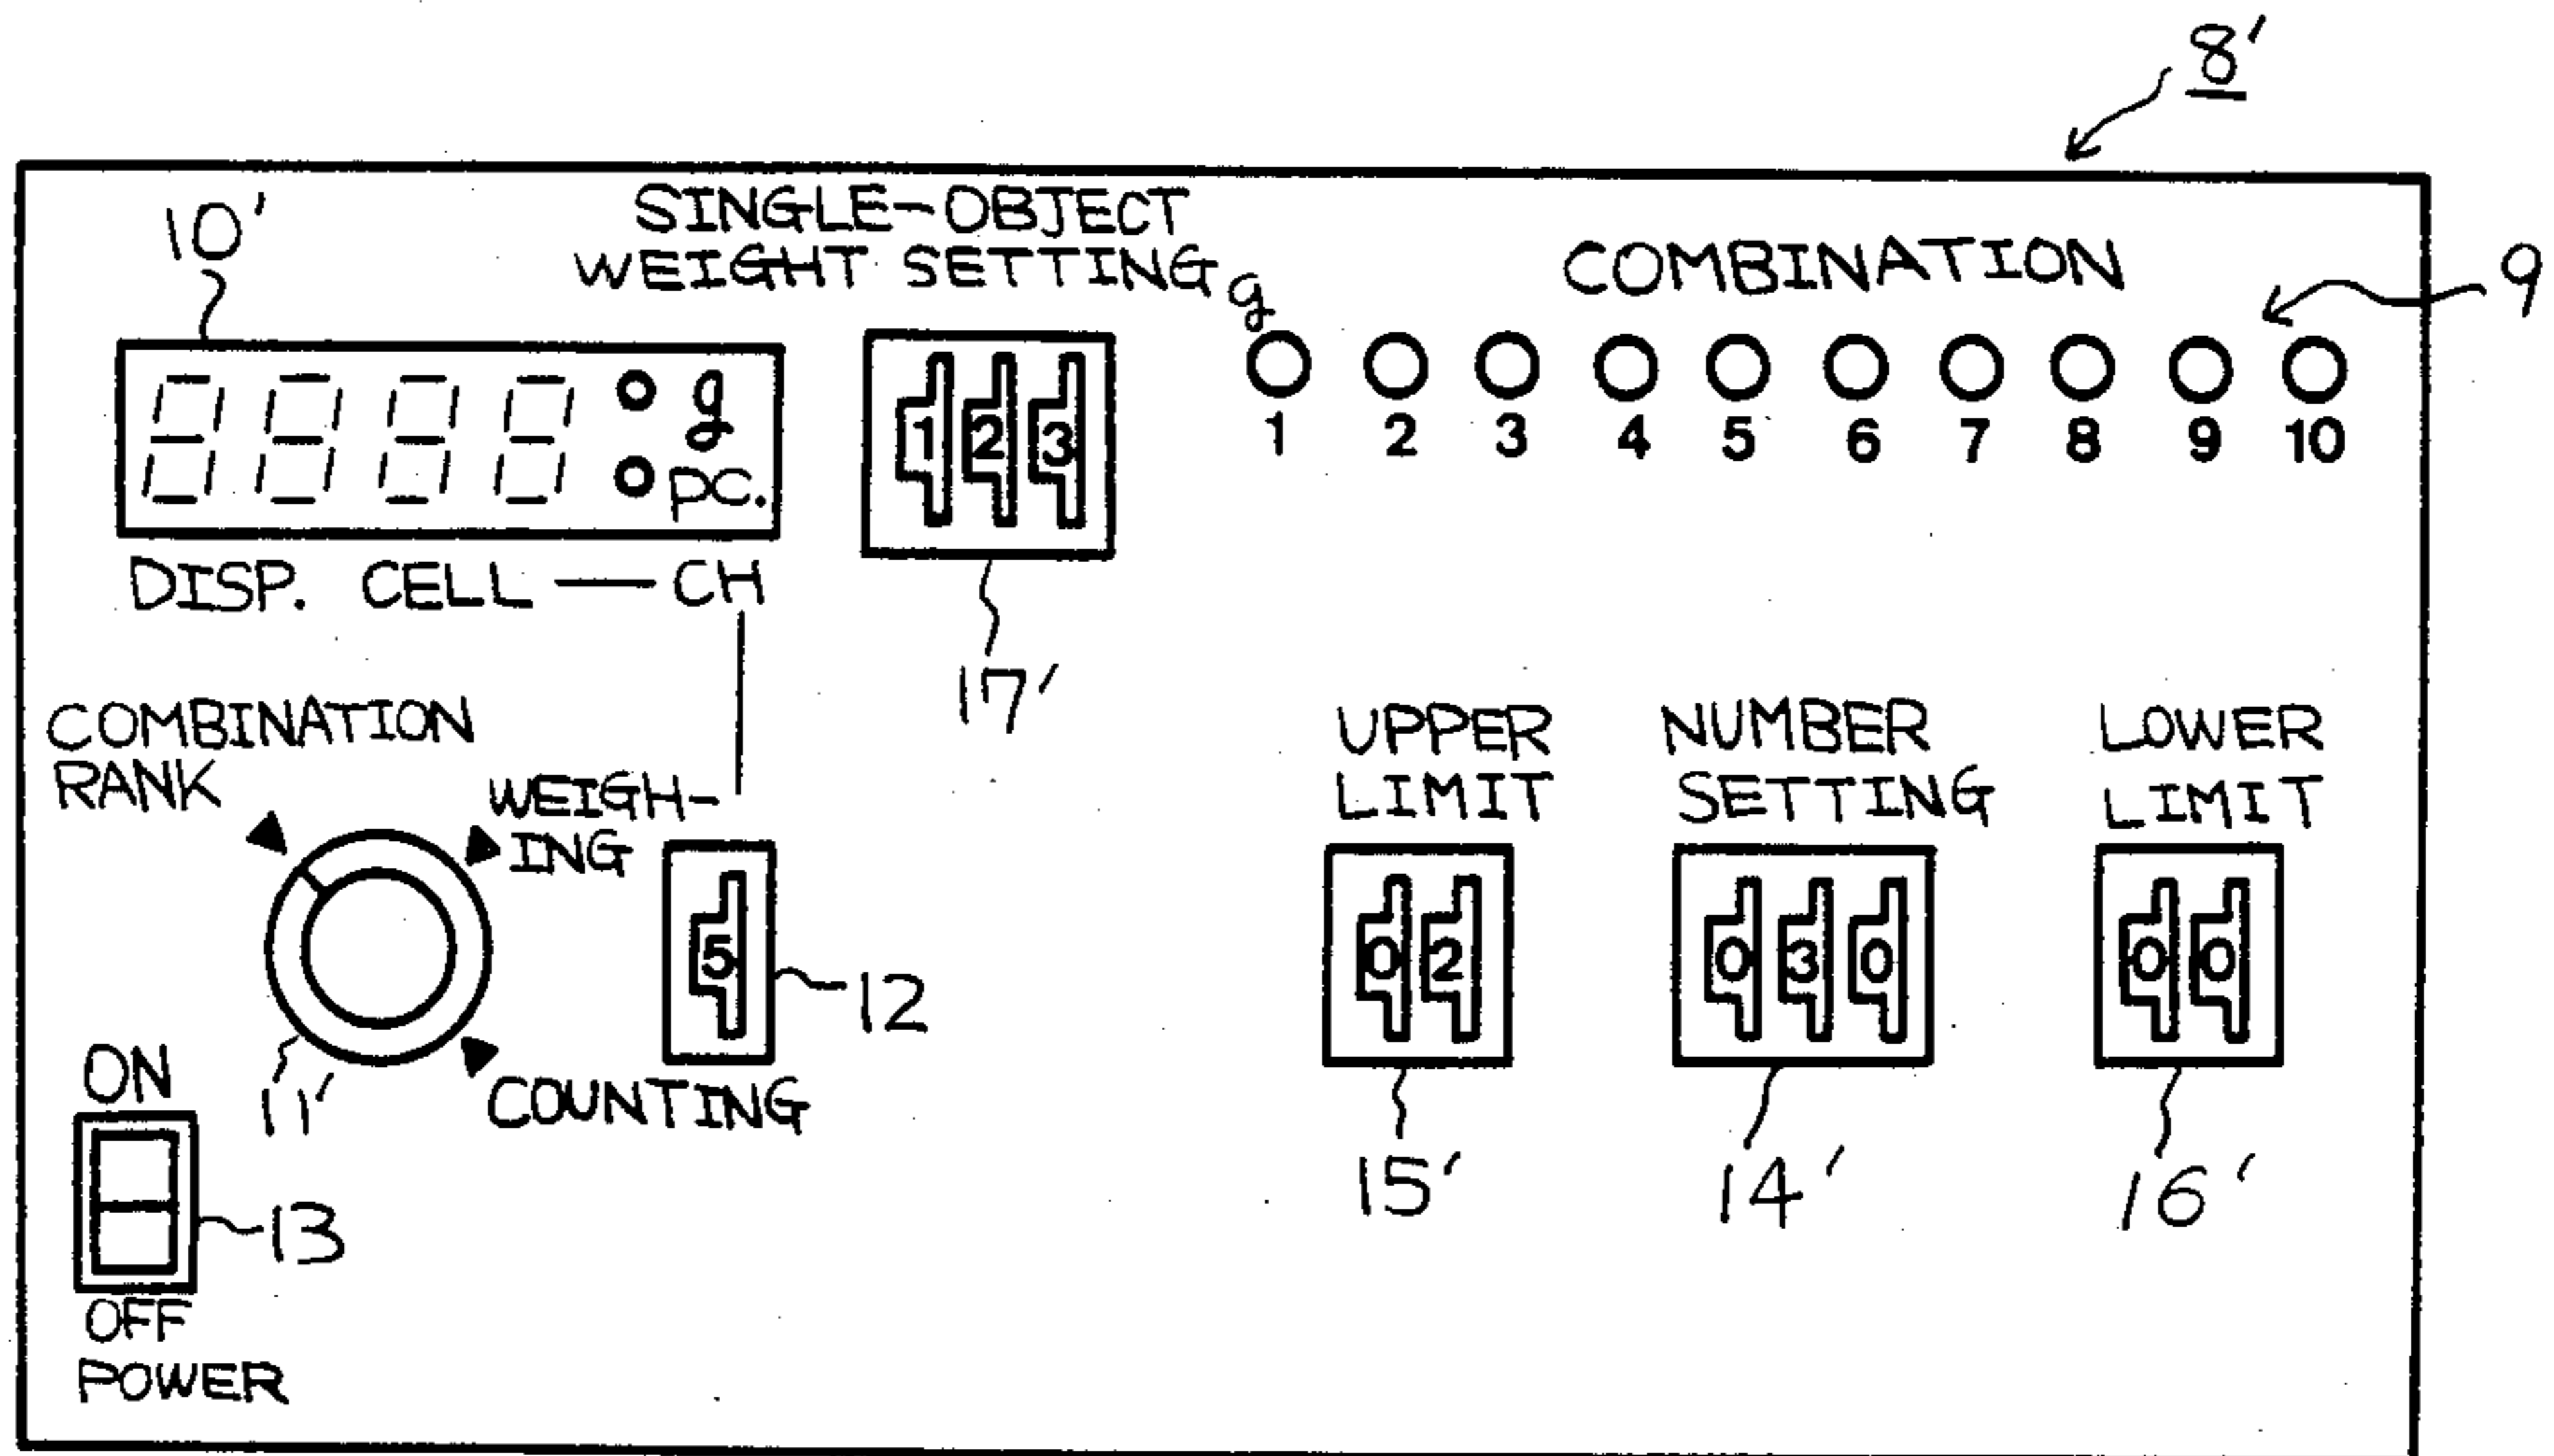 8'
10'
SINGLE-OBJECT
WEIGHT SETTING g
COMBINATION
9
g
PC.
1 2 3
1 2 3 4 5 6 7 8 9 10
DISP. CELL — CH
17'
COMBINATION
RANK
WEIGH-
ING
5
12
COUNTING
11'
UPPER
LIMIT
NUMBER
SETTING
LOWER
LIMIT
0 2
0 3 0
0 0
15'
14'
16'
ON
13
OFF
POWER